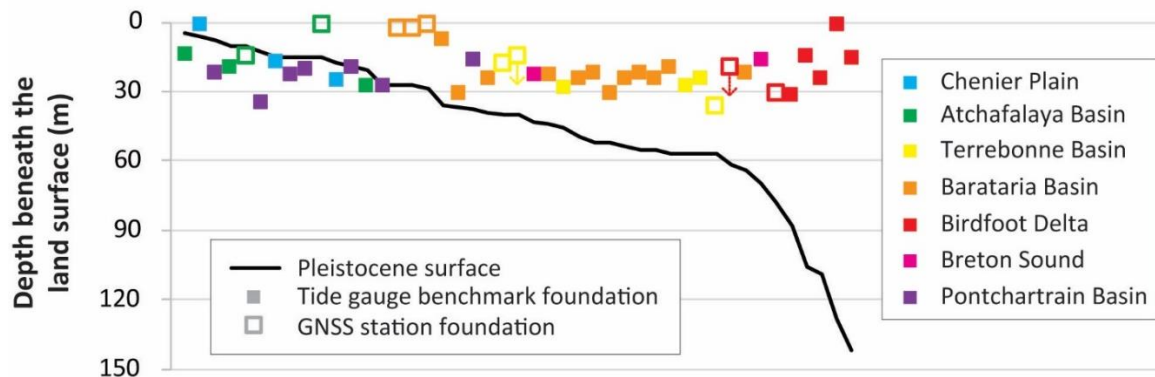 Depth beneath the
land surface (m)
0
30
60
90
120
150
Pleistocene surface
Tide gauge benchmark foundation
GNSS station foundation
Chenier Plain
Atchafalaya Basin
Terrebonne Basin
Barataria Basin
Birdfoot Delta
Breton Sound
Pontchartrain Basin